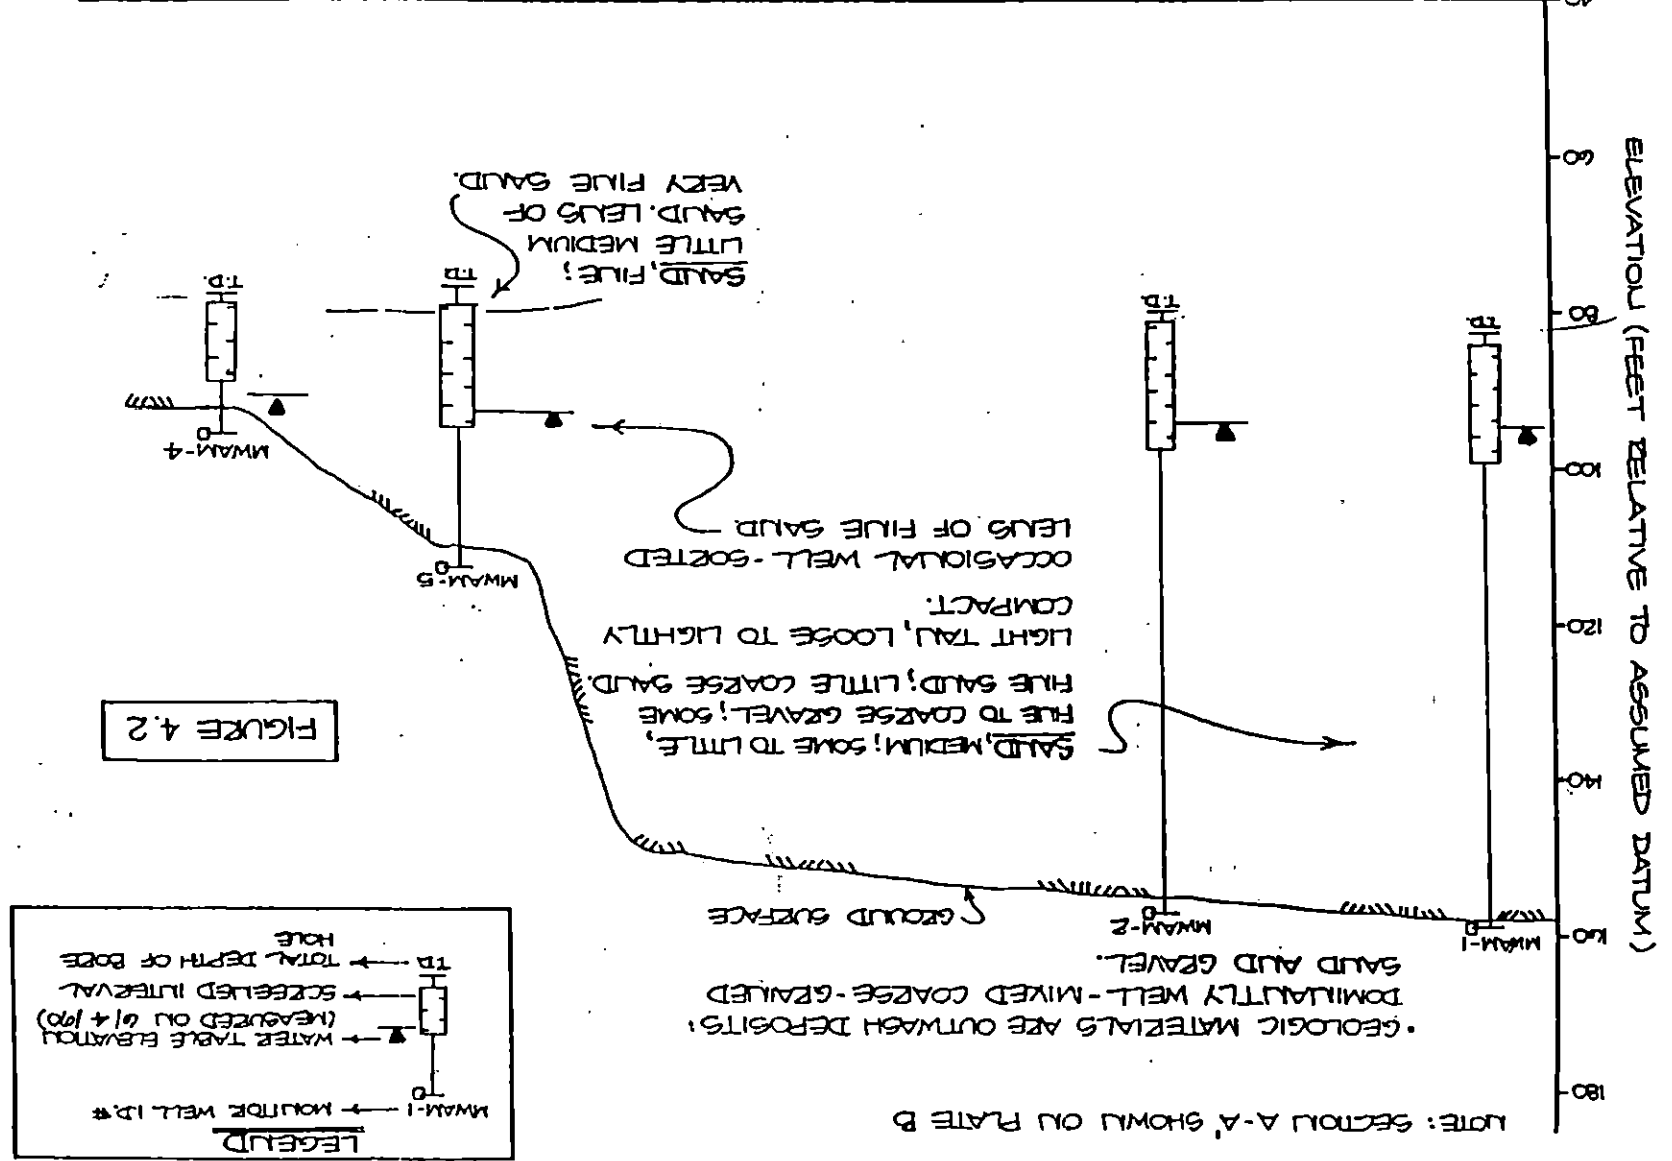 NOTE: SECTION A-A' SHOWN ON PLATE B
LEGEND
MWAM-1
MONITOR WELL I.D.#
WATER TABLE ELEVATION
(MEASURED ON 6/4/90)
SCREENED INTERVAL
T.D.
TOTAL DEPTH OF BORE
HOLE
• GEOLOGIC MATERIALS ARE OUTWASH DEPOSITS:
DOMINANTLY WELL-MIXED COARSE-GRAINED
SAND AND GRAVEL.
ELEVATION (FEET RELATIVE TO ASSUMED DATUM)
180
160
140
120
100
80
60
40
MWAM-1
MWAM-2
GROUND SURFACE
FIGURE 4.2
SAND, MEDIUM; SOME TO LITTLE,
FINE TO COARSE GRAVEL; SOME
FINE SAND; LITTLE COARSE SAND.
LIGHT TAN, LOOSE TO LIGHTLY
COMPACT.
OCCASIONAL WELL-SORTED
LENS OF FINE SAND.
MWAM-5
MWAM-4
T.D.
T.D.
T.D.
T.D.
SAND, FINE;
LITTLE MEDIUM
SAND. LENS OF
VERY FINE SAND.